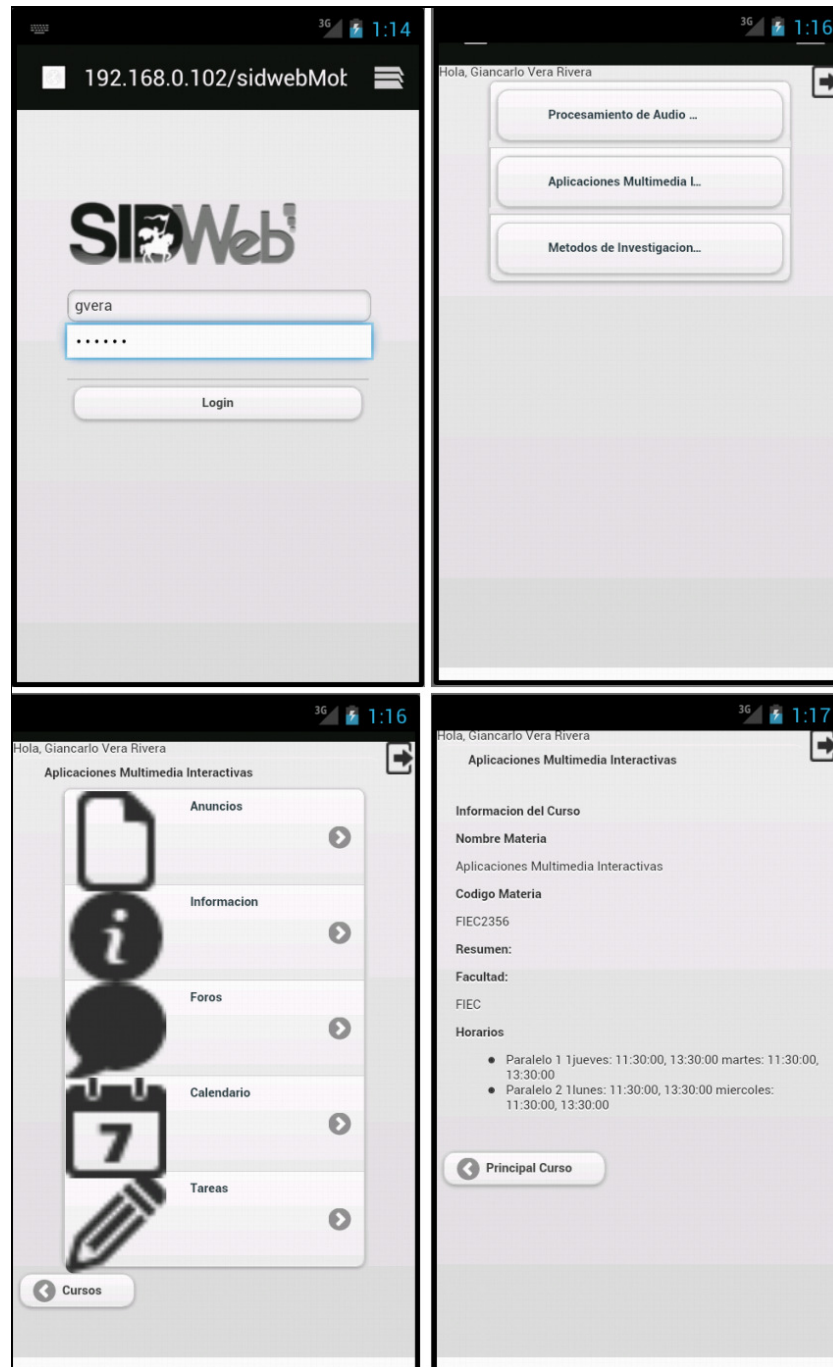 3G 1:14
192.168.0.102/sidwebMob
SIDWeb
gvera
••••••
Login
3G 1:16
Hola, Giancarlo Vera Rivera
Procesamiento de Audio ...
Aplicaciones Multimedia I...
Metodos de Investigacion...
3G 1:16
Hola, Giancarlo Vera Rivera
Aplicaciones Multimedia Interactivas
Anuncios
Informacion
Foros
Calendario
7
Tareas
Cursos
3G 1:17
Hola, Giancarlo Vera Rivera
Aplicaciones Multimedia Interactivas
Informacion del Curso
Nombre Materia
Aplicaciones Multimedia Interactivas
Codigo Materia
FIEC2356
Resumen:
Facultad:
FIEC
Horarios
• Paralelo 1 1jueves: 11:30:00, 13:30:00 martes: 11:30:00,
13:30:00
• Paralelo 2 1lunes: 11:30:00, 13:30:00 miercoles:
11:30:00, 13:30:00
Principal Curso